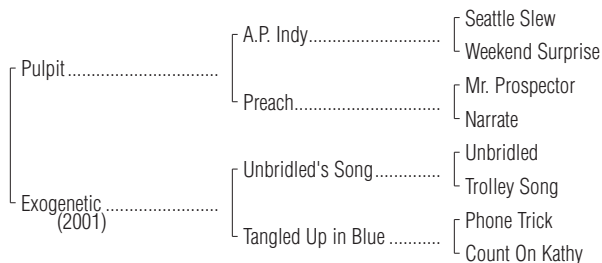 Seattle Slew
A.P. Indy..............................
Weekend Surprise
Pulpit.................................
Mr. Prospector
Preach.................................
Narrate
Unbridled
Unbridled's Song..............
Trolley Song
Exogenetic ........................
(2001)
Phone Trick
Tangled Up in Blue ...........
Count On Kathy